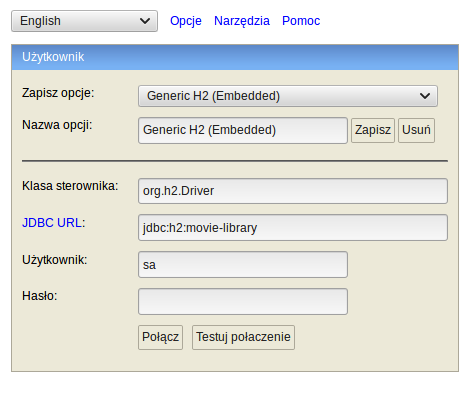 English Opcje Narzędzia Pomoc
Użytkownik
Zapisz opcje: Generic H2 (Embedded)
Nazwa opcji: Generic H2 (Embedded) Zapisz Usuń
Klasa sterownika: org.h2.Driver
JDBC URL: jdbc:h2:movie-library
Użytkownik: sa
Hasło:
Połącz Testuj połaczenie